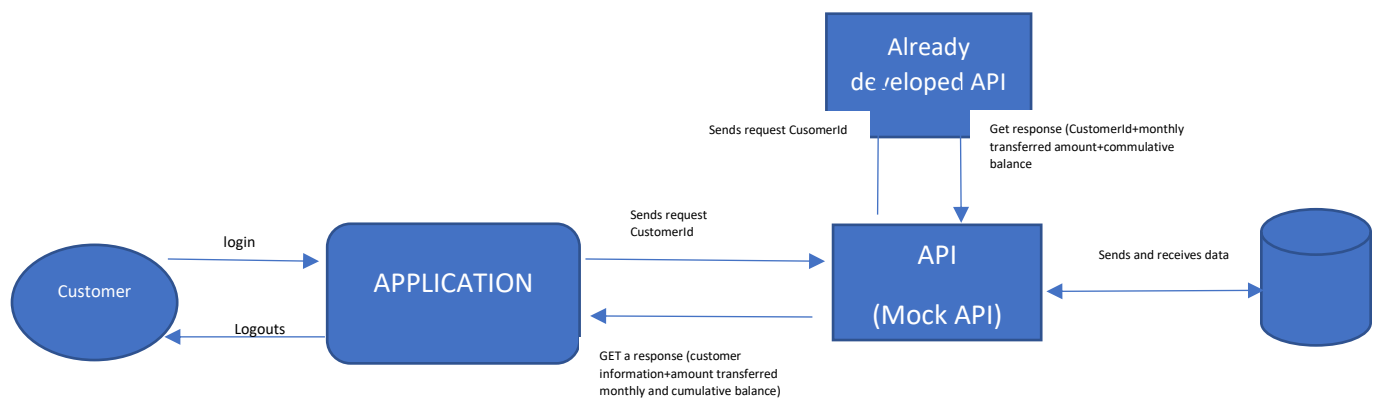 Already
developed API
Sends request CusomerId
Get response (CustomerId+monthly
transferred amount+commulative
balance
Sends request
CustomerId
login
Customer
APPLICATION
API
(Mock API)
Sends and receives data
Logouts
GET a response (customer
information+amount transferred
monthly and cumulative balance)